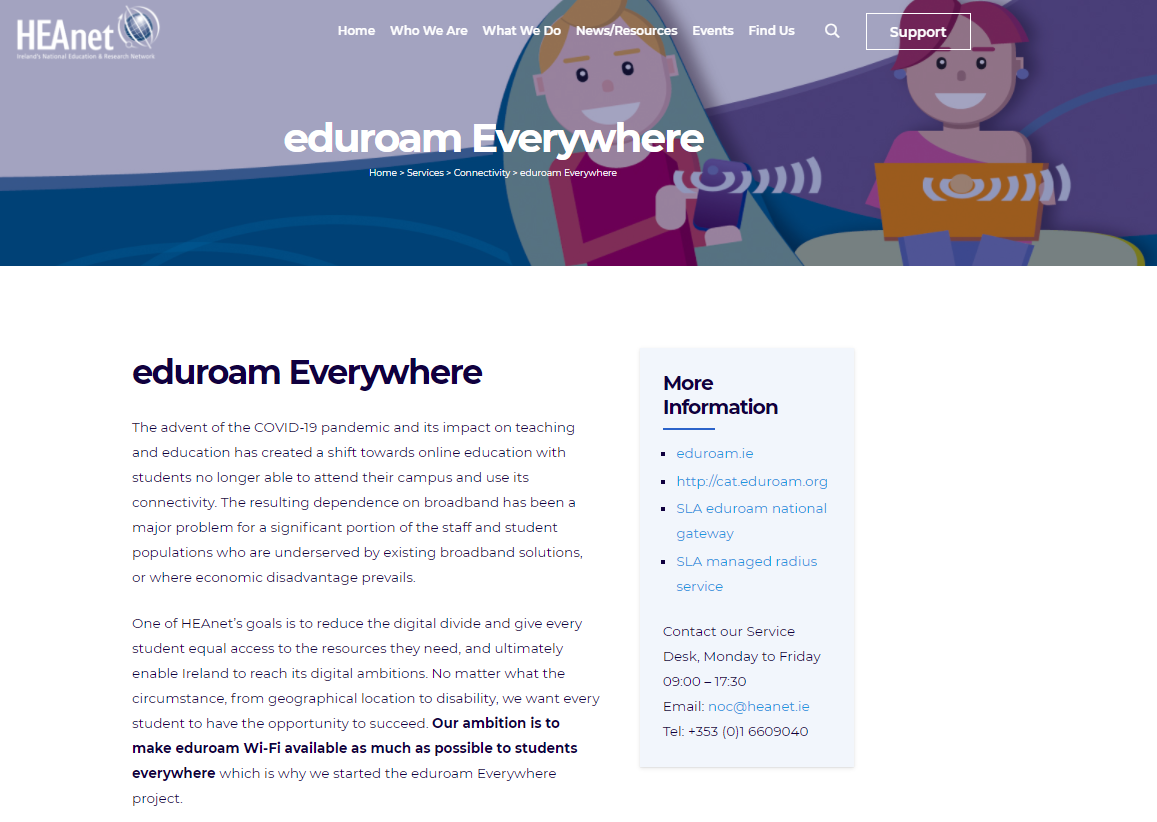 HEAnet
Ireland's National Education & Research Network
Home Who We Are What We Do News/Resources Events Find Us Support
eduroam Everywhere
Home > Services > Connectivity > eduroam Everywhere
eduroam Everywhere
The advent of the COVID-19 pandemic and its impact on teaching
and education has created a shift towards online education with
students no longer able to attend their campus and use its
connectivity. The resulting dependence on broadband has been a
major problem for a significant portion of the staff and student
populations who are underserved by existing broadband solutions,
or where economic disadvantage prevails.
One of HEAnet's goals is to reduce the digital divide and give every
student equal access to the resources they need, and ultimately
enable Ireland to reach its digital ambitions. No matter what the
circumstance, from geographical location to disability, we want every
student to have the opportunity to succeed. Our ambition is to
make eduroam Wi-Fi available as much as possible to students
everywhere which is why we started the eduroam Everywhere
project.
More
Information
eduroam.ie
http://cat.eduroam.org
SLA eduroam national
gateway
SLA managed radius
service
Contact our Service
Desk, Monday to Friday
09:00 – 17:30
Email: noc@heanet.ie
Tel: +353 (0)1 6609040